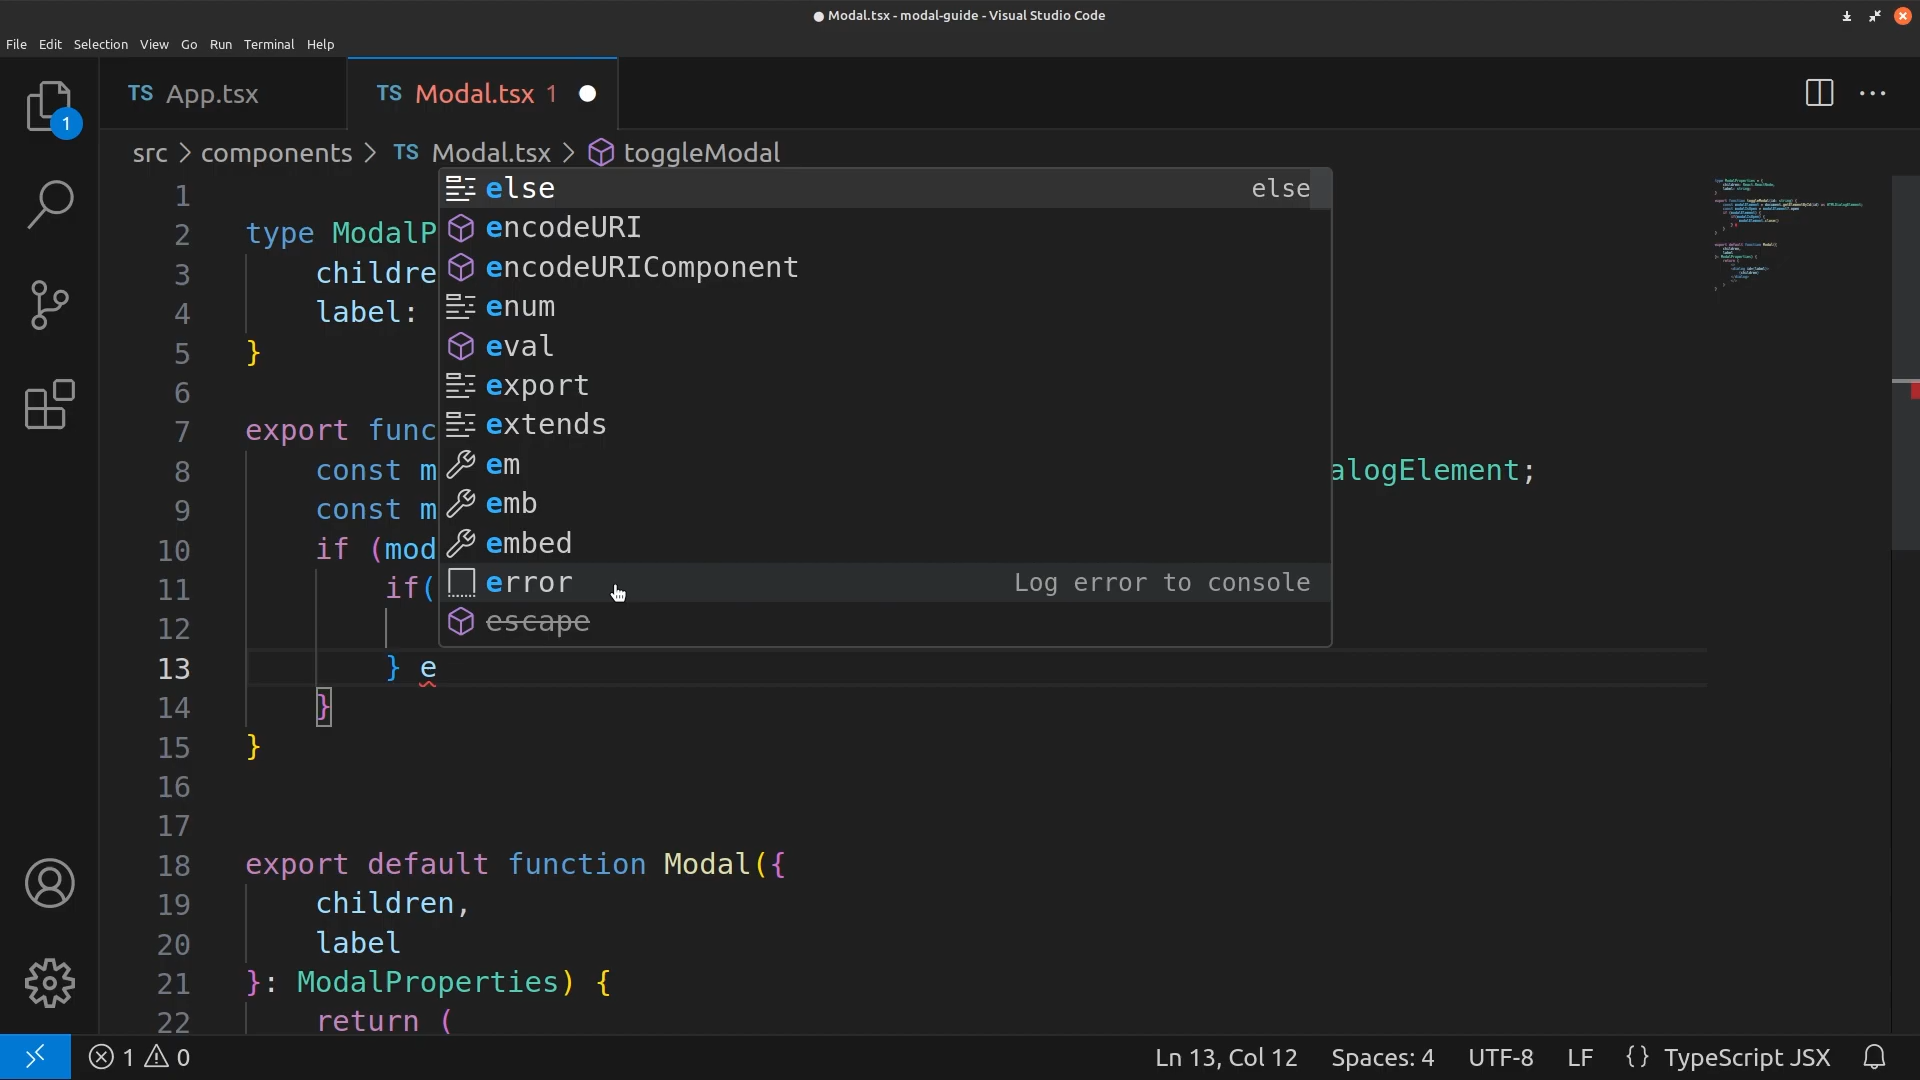 Modal.tsx - modal-guide - Visual Studio Code
File Edit Selection View Go Run Terminal Help
1
TS App.tsx
TS Modal.tsx 1
src > components > TS Modal.tsx > toggleModal
1
2 type ModalP
3 childre
4 label:
5 }
6
7 export func
8 const m alogElement;
9 const m
10 if (mod
11 if(
12
13 } e
14 }
15 }
16
17
18 export default function Modal({
19 children,
20 label
21 }: ModalProperties) {
22 return (
else else
encodeURI
encodeURIComponent
enum
eval
export
extends
em
emb
embed
error Log error to console
escape
1 0 Ln 13, Col 12 Spaces: 4 UTF-8 LF {} TypeScript JSX